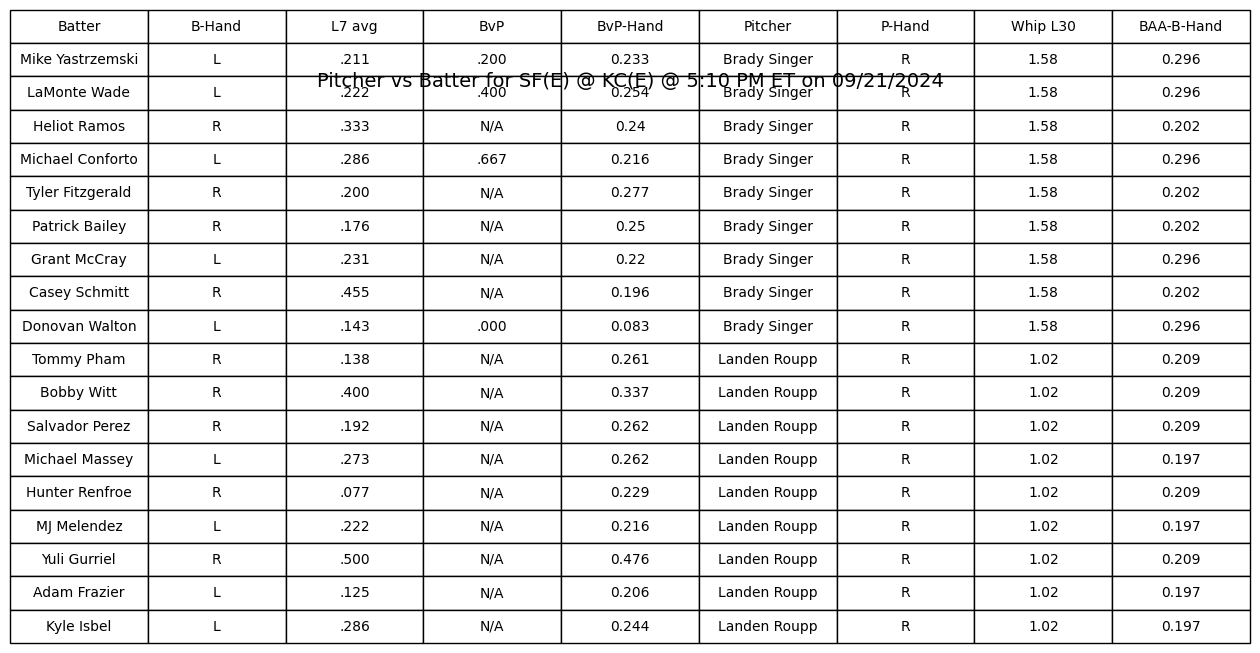 Batter B-Hand L7 avg BvP BvP-Hand Pitcher P-Hand Whip L30 BAA-B-Hand
Mike Yastrzemski L .211 .200 0.233 Brady Singer R 1.58 0.296
Pitcher vs Batter for SF(E) @ KC(E) @ 5:10 PM ET on 09/21/2024
LaMonte Wade L .222 .400 0.254 Brady Singer R 1.58 0.296
Heliot Ramos R .333 N/A 0.24 Brady Singer R 1.58 0.202
Michael Conforto L .286 .667 0.216 Brady Singer R 1.58 0.296
Tyler Fitzgerald R .200 N/A 0.277 Brady Singer R 1.58 0.202
Patrick Bailey R .176 N/A 0.25 Brady Singer R 1.58 0.202
Grant McCray L .231 N/A 0.22 Brady Singer R 1.58 0.296
Casey Schmitt R .455 N/A 0.196 Brady Singer R 1.58 0.202
Donovan Walton L .143 .000 0.083 Brady Singer R 1.58 0.296
Tommy Pham R .138 N/A 0.261 Landen Roupp R 1.02 0.209
Bobby Witt R .400 N/A 0.337 Landen Roupp R 1.02 0.209
Salvador Perez R .192 N/A 0.262 Landen Roupp R 1.02 0.209
Michael Massey L .273 N/A 0.262 Landen Roupp R 1.02 0.197
Hunter Renfroe R .077 N/A 0.229 Landen Roupp R 1.02 0.209
MJ Melendez L .222 N/A 0.216 Landen Roupp R 1.02 0.197
Yuli Gurriel R .500 N/A 0.476 Landen Roupp R 1.02 0.209
Adam Frazier L .125 N/A 0.206 Landen Roupp R 1.02 0.197
Kyle Isbel L .286 N/A 0.244 Landen Roupp R 1.02 0.197